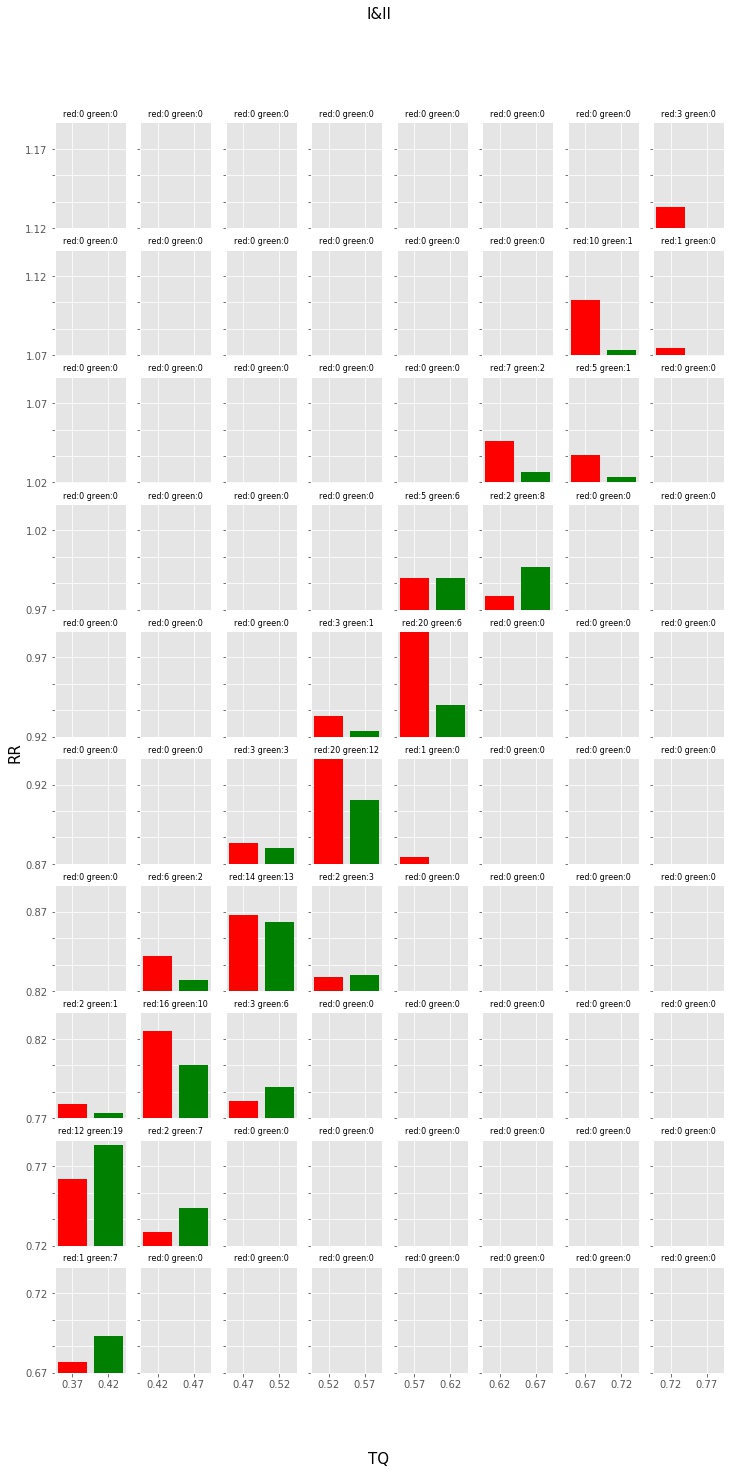 I&II
red:0 green:0 red:0 green:0 red:0 green:0 red:0 green:0 red:0 green:0 red:0 green:0 red:0 green:0 red:3 green:0
1.17
1.12
red:0 green:0 red:0 green:0 red:0 green:0 red:0 green:0 red:0 green:0 red:0 green:0 red:10 green:1 red:1 green:0
1.12
1.07
red:0 green:0 red:0 green:0 red:0 green:0 red:0 green:0 red:0 green:0 red:7 green:2 red:5 green:1 red:0 green:0
1.07
1.02
red:0 green:0 red:0 green:0 red:0 green:0 red:0 green:0 red:5 green:6 red:2 green:8 red:0 green:0 red:0 green:0
1.02
0.97
red:0 green:0 red:0 green:0 red:0 green:0 red:3 green:1 red:20 green:6 red:0 green:0 red:0 green:0 red:0 green:0
0.97
0.92
RR
red:0 green:0 red:0 green:0 red:3 green:3 red:20 green:12 red:1 green:0 red:0 green:0 red:0 green:0 red:0 green:0
0.92
0.87
red:0 green:0 red:6 green:2 red:14 green:13 red:2 green:3 red:0 green:0 red:0 green:0 red:0 green:0 red:0 green:0
0.87
0.82
red:2 green:1 red:16 green:10 red:3 green:6 red:0 green:0 red:0 green:0 red:0 green:0 red:0 green:0 red:0 green:0
0.82
0.77
red:12 green:19 red:2 green:7 red:0 green:0 red:0 green:0 red:0 green:0 red:0 green:0 red:0 green:0 red:0 green:0
0.77
0.72
red:1 green:7 red:0 green:0 red:0 green:0 red:0 green:0 red:0 green:0 red:0 green:0 red:0 green:0 red:0 green:0
0.72
0.67
0.37 0.42 0.42 0.47 0.47 0.52 0.52 0.57 0.57 0.62 0.62 0.67 0.67 0.72 0.72 0.77
TQ